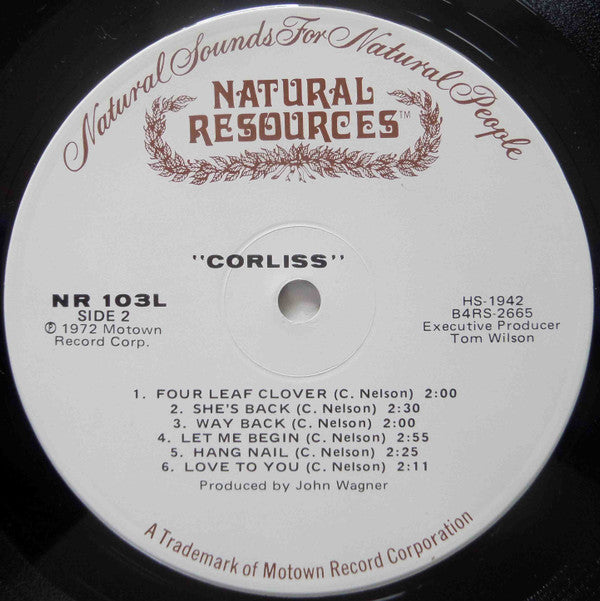 Natural Sounds For Natural People
NATURAL
RESOURCES™
"CORLISS"
NR 103L
SIDE 2
℗ 1972 Motown
Record Corp.
HS-1942
B4RS-2665
Executive Producer
Tom Wilson
1. FOUR LEAF CLOVER (C. Nelson) 2:00
2. SHE'S BACK (C. Nelson) 2:30
3. WAY BACK (C. Nelson) 2:00
4. LET ME BEGIN (C. Nelson) 2:55
5. HANG NAIL (C. Nelson) 2:25
6. LOVE TO YOU (C. Nelson) 2:11
Produced by John Wagner
A Trademark of Motown Record Corporation